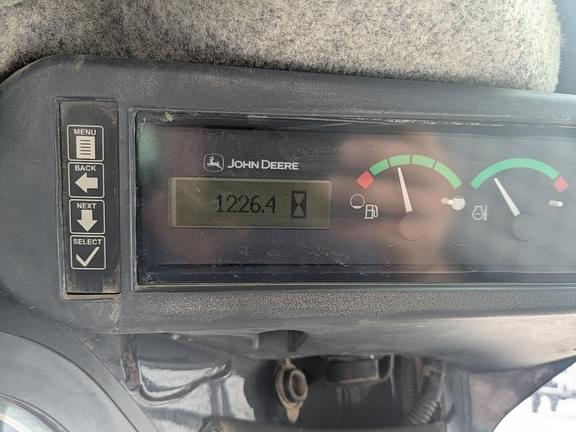 MENU
BACK
NEXT
SELECT
JOHN DEERE
1226.4